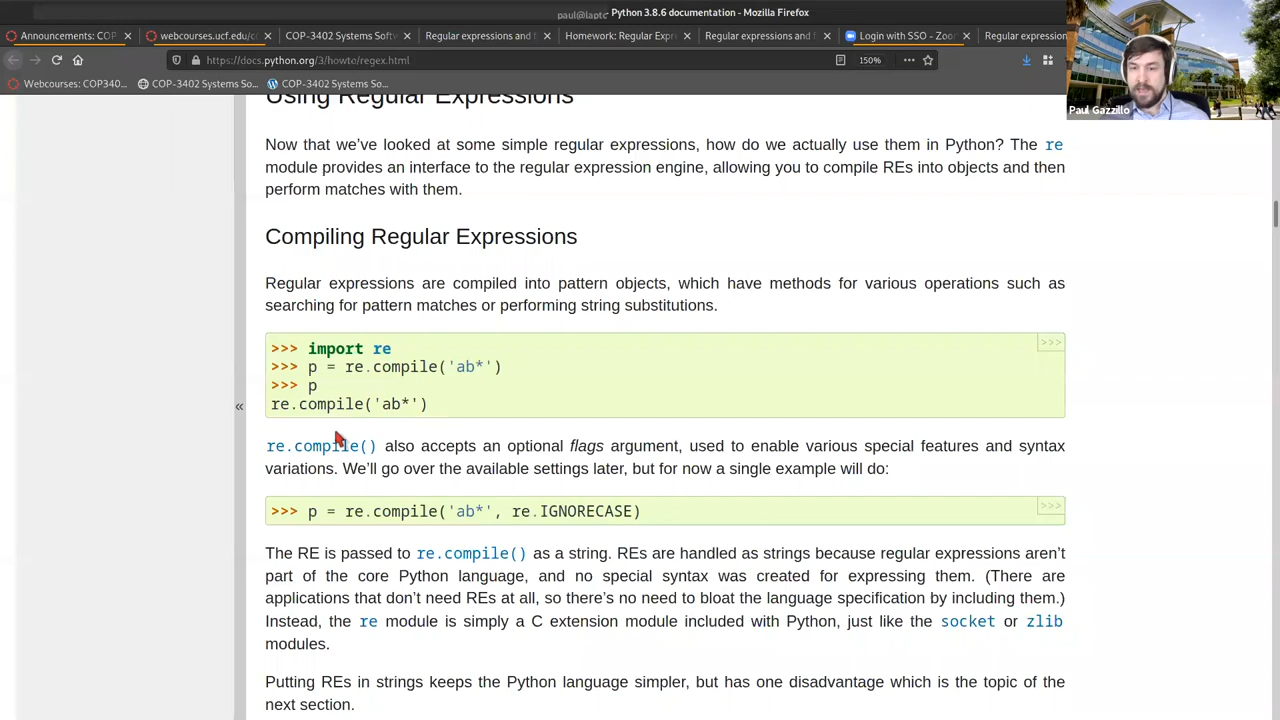 paul@laptc Python 3.8.6 documentation - Mozilla Firefox
Announcements: COP × webcourses.ucf.edu/c × COP-3402 Systems Softw Regular expressions and E × Homework: Regular Expre × Regular expressions and E × Login with SSO - Zoo × Regular expression
https://docs.python.org/3/howto/regex.html 150%
Webcourses: COP340... COP-3402 Systems So... COP-3402 Systems So...
Paul Gazzillo
Using Regular Expressions
Now that we've looked at some simple regular expressions, how do we actually use them in Python? The re
module provides an interface to the regular expression engine, allowing you to compile REs into objects and then
perform matches with them.
Compiling Regular Expressions
Regular expressions are compiled into pattern objects, which have methods for various operations such as
searching for pattern matches or performing string substitutions.
>>>
>>> import re
>>> p = re.compile('ab*')
>>> p
re.compile('ab*')
«
re.compile() also accepts an optional flags argument, used to enable various special features and syntax
variations. We'll go over the available settings later, but for now a single example will do:
>>>
>>> p = re.compile('ab*', re.IGNORECASE)
The RE is passed to re.compile() as a string. REs are handled as strings because regular expressions aren't
part of the core Python language, and no special syntax was created for expressing them. (There are
applications that don't need REs at all, so there's no need to bloat the language specification by including them.)
Instead, the re module is simply a C extension module included with Python, just like the socket or zlib
modules.
Putting REs in strings keeps the Python language simpler, but has one disadvantage which is the topic of the
next section.